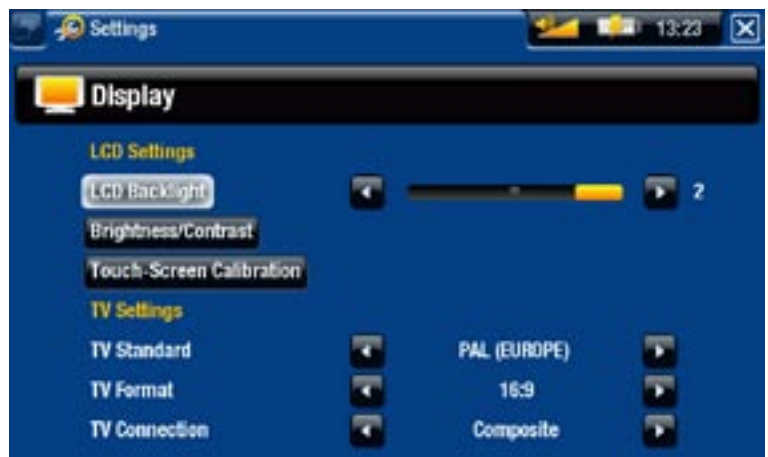 Settings 13:23
Display
LCD Settings
LCD Backlight 2
Brightness/Contrast
Touch-Screen Calibration
TV Settings
TV Standard PAL (EUROPE)
TV Format 16:9
TV Connection Composite